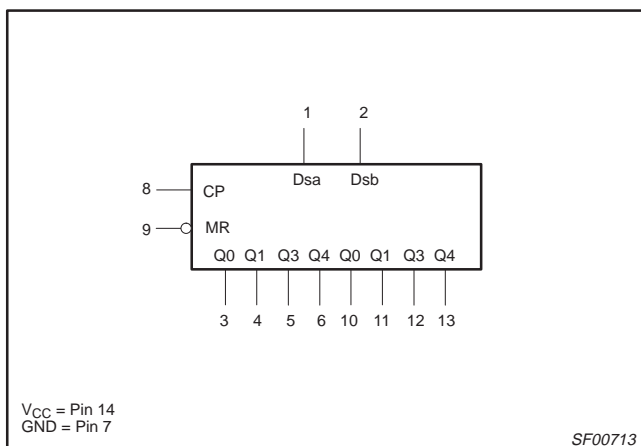 1 2
Dsa Dsb
8 CP
9 MR
Q0 Q1 Q3 Q4 Q0 Q1 Q3 Q4
3 4 5 6 10 11 12 13
VCC = Pin 14
GND = Pin 7
SF00713